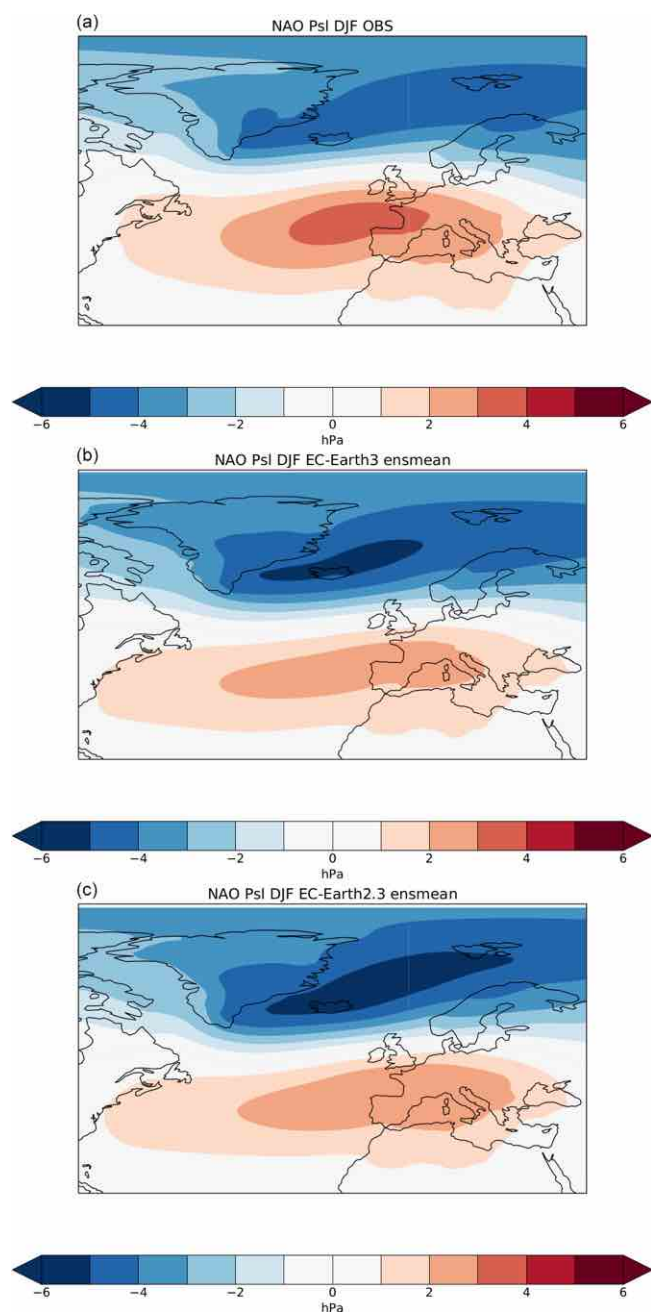 (a)
NAO Psl DJF OBS
−6 −4 −2 0 2 4 6
hPa
(b)
NAO Psl DJF EC-Earth3 ensmean
−6 −4 −2 0 2 4 6
hPa
(c)
NAO Psl DJF EC-Earth2.3 ensmean
−6 −4 −2 0 2 4 6
hPa